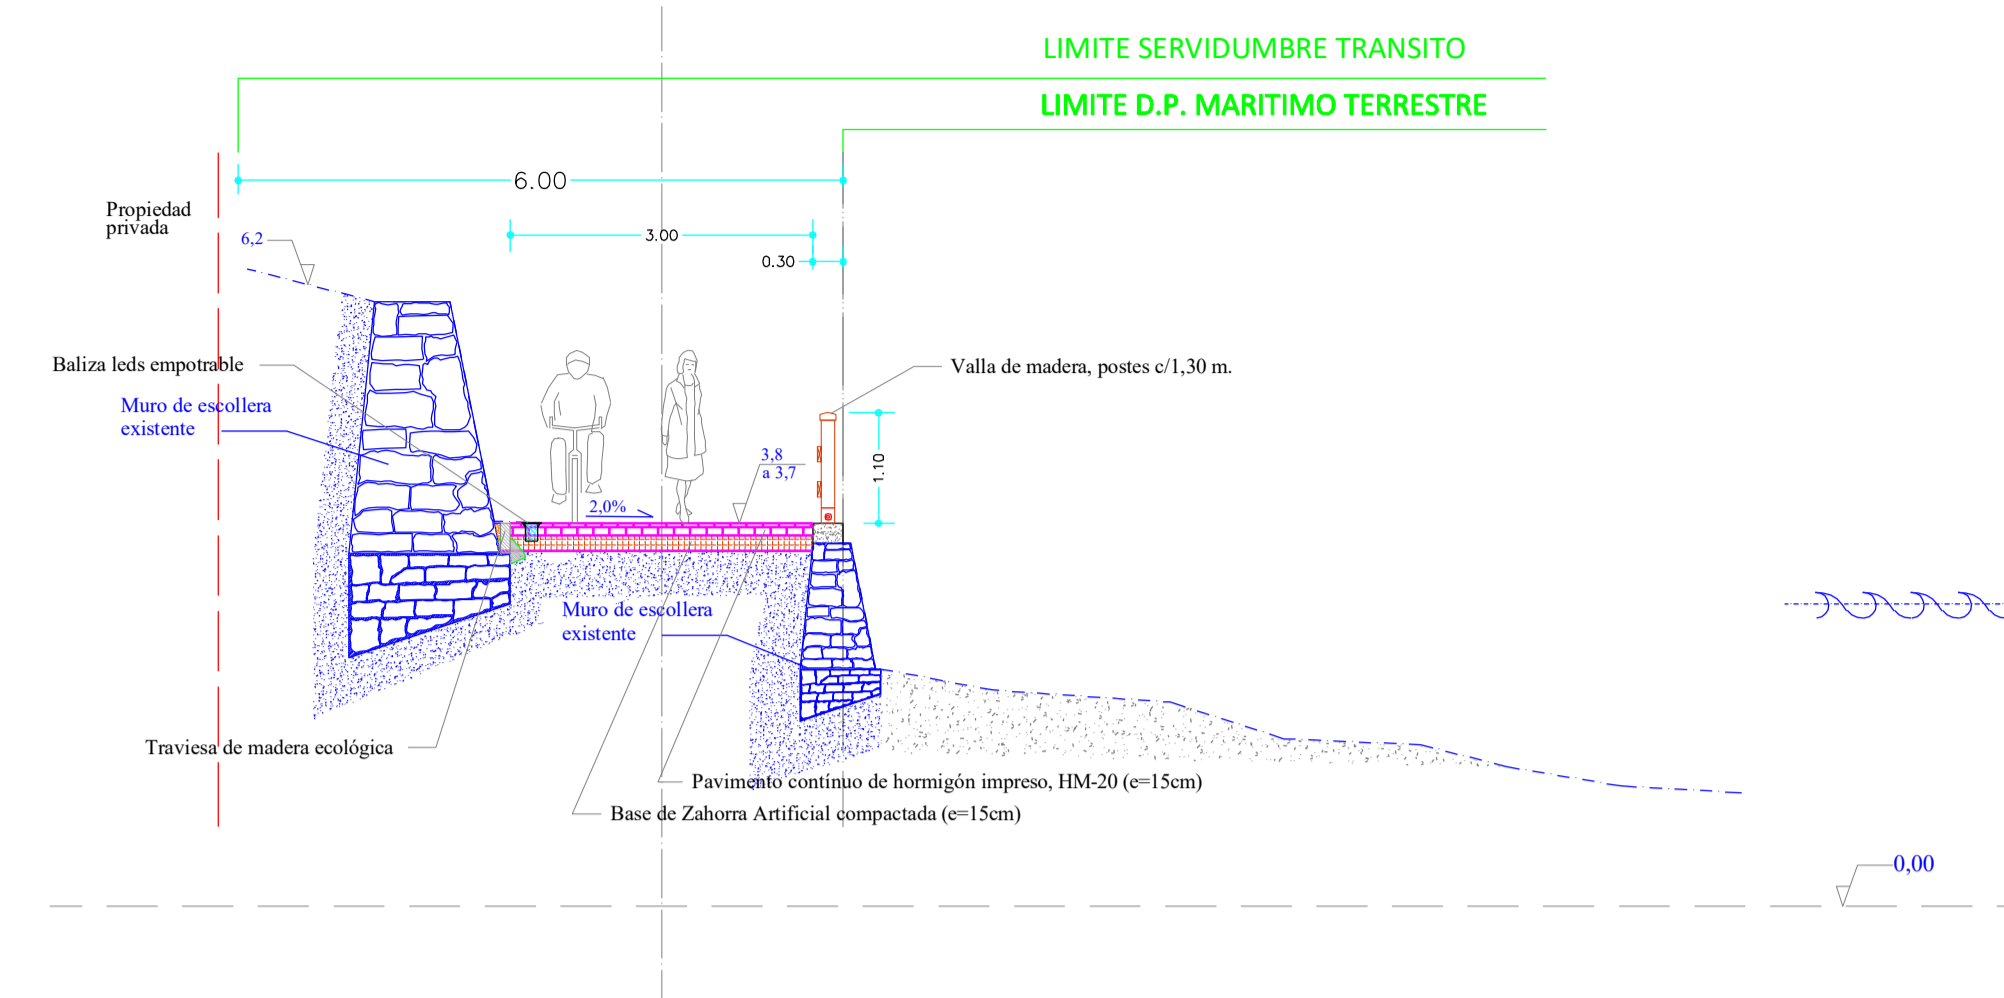 LIMITE SERVIDUMBRE TRANSITO
LIMITE D.P. MARITIMO TERRESTRE
6.00
Propiedad
privada
6,2
3.00
0.30
Baliza leds empotrable
Valla de madera, postes c/1,30 m.
Muro de escollera
existente
3,8
a 3,7
1.10
2,0%
Muro de escollera
existente
Traviesa de madera ecológica
Pavimento contínuo de hormigón impreso, HM-20 (e=15cm)
Base de Zahorra Artificial compactada (e=15cm)
0,00